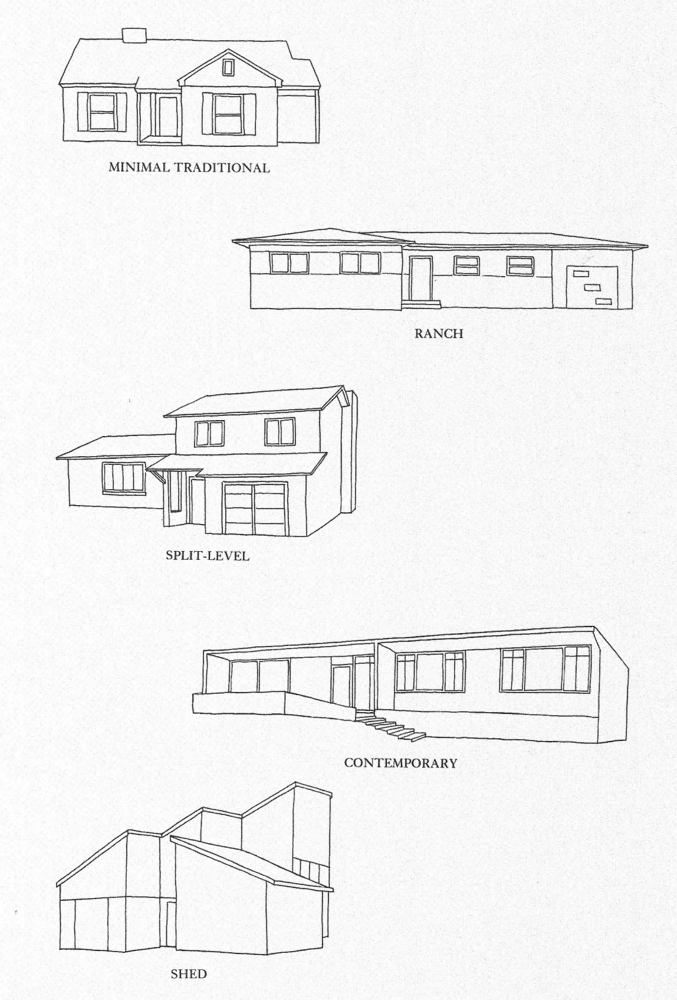 MINIMAL TRADITIONAL
RANCH
SPLIT-LEVEL
CONTEMPORARY
SHED